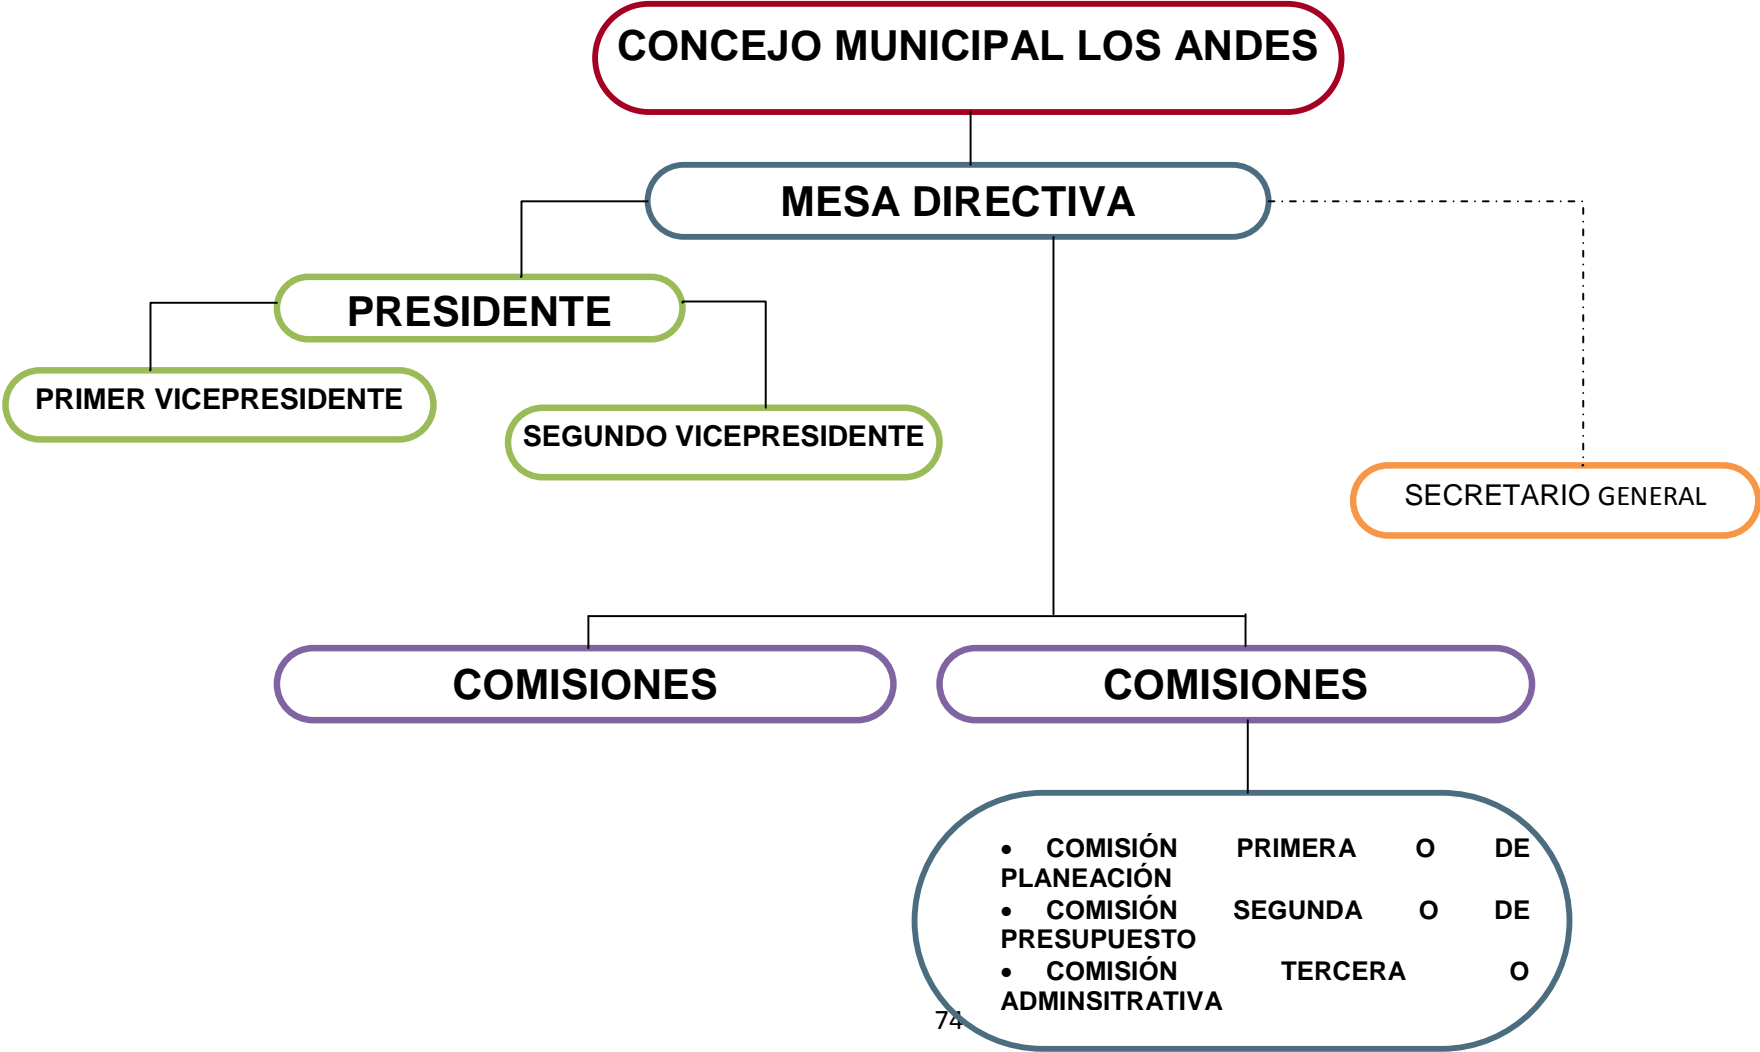 CONCEJO MUNICIPAL LOS ANDES
MESA DIRECTIVA
PRESIDENTE
PRIMER VICEPRESIDENTE
SEGUNDO VICEPRESIDENTE
SECRETARIO GENERAL
COMISIONES
COMISIONES
• COMISIÓN PRIMERA O DE
PLANEACIÓN
• COMISIÓN SEGUNDA O DE
PRESUPUESTO
• COMISIÓN TERCERA O
ADMINSITRATIVA
74